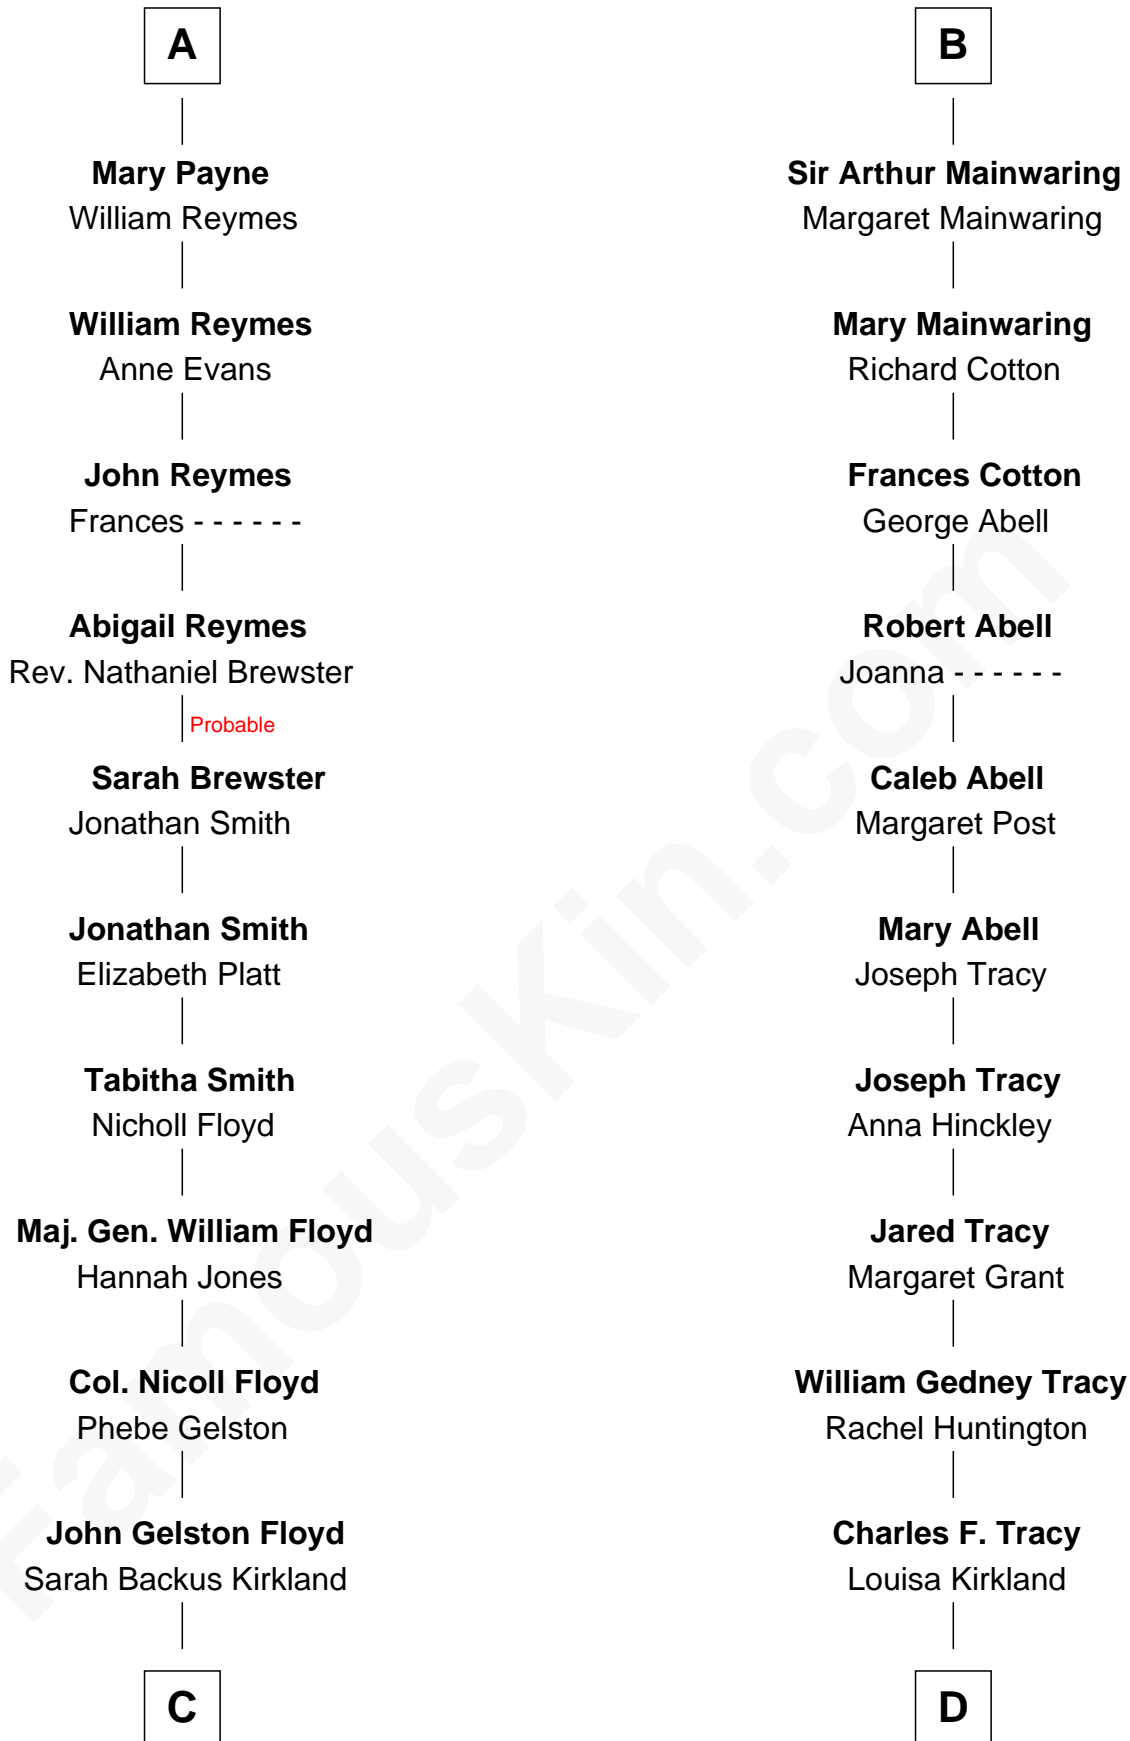 A
Mary Payne
William Reymes
William Reymes
Anne Evans
John Reymes
Frances - - - - - -
Abigail Reymes
Rev. Nathaniel Brewster
Probable
Sarah Brewster
Jonathan Smith
Jonathan Smith
Elizabeth Platt
Tabitha Smith
Nicholl Floyd
Maj. Gen. William Floyd
Hannah Jones
Col. Nicoll Floyd
Phebe Gelston
John Gelston Floyd
Sarah Backus Kirkland
C
B
Sir Arthur Mainwaring
Margaret Mainwaring
Mary Mainwaring
Richard Cotton
Frances Cotton
George Abell
Robert Abell
Joanna - - - - - -
Caleb Abell
Margaret Post
Mary Abell
Joseph Tracy
Joseph Tracy
Anna Hinckley
Jared Tracy
Margaret Grant
William Gedney Tracy
Rachel Huntington
Charles F. Tracy
Louisa Kirkland
D
FamousKin.com